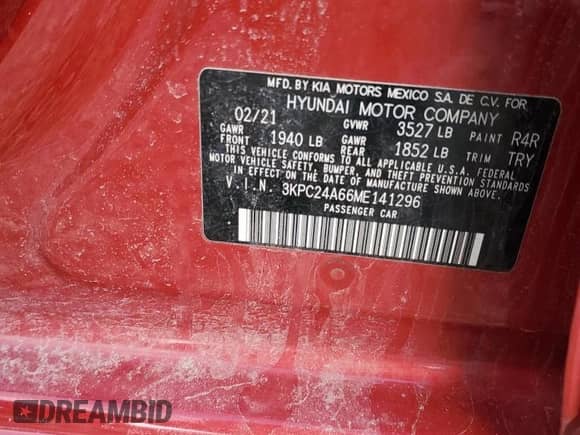 MFD. BY KIA MOTORS MEXICO S.A. DE C.V. FOR
HYUNDAI MOTOR COMPANY
02/21 GVWR 3527 LB PAINT R4R
GAWR FRONT 1940 LB GAWR REAR 1852 LB TRIM TRY
THIS VEHICLE CONFORMS TO ALL APPLICABLE U.S.A. FEDERAL
MOTOR VEHICLE SAFETY, BUMPER, AND THEFT PREVENTION STANDARDS
IN EFFECT ON THE DATE OF MANUFACTURE SHOWN ABOVE.
V.I.N. 3KPC24A66ME141296
PASSENGER CAR
DREAMBID